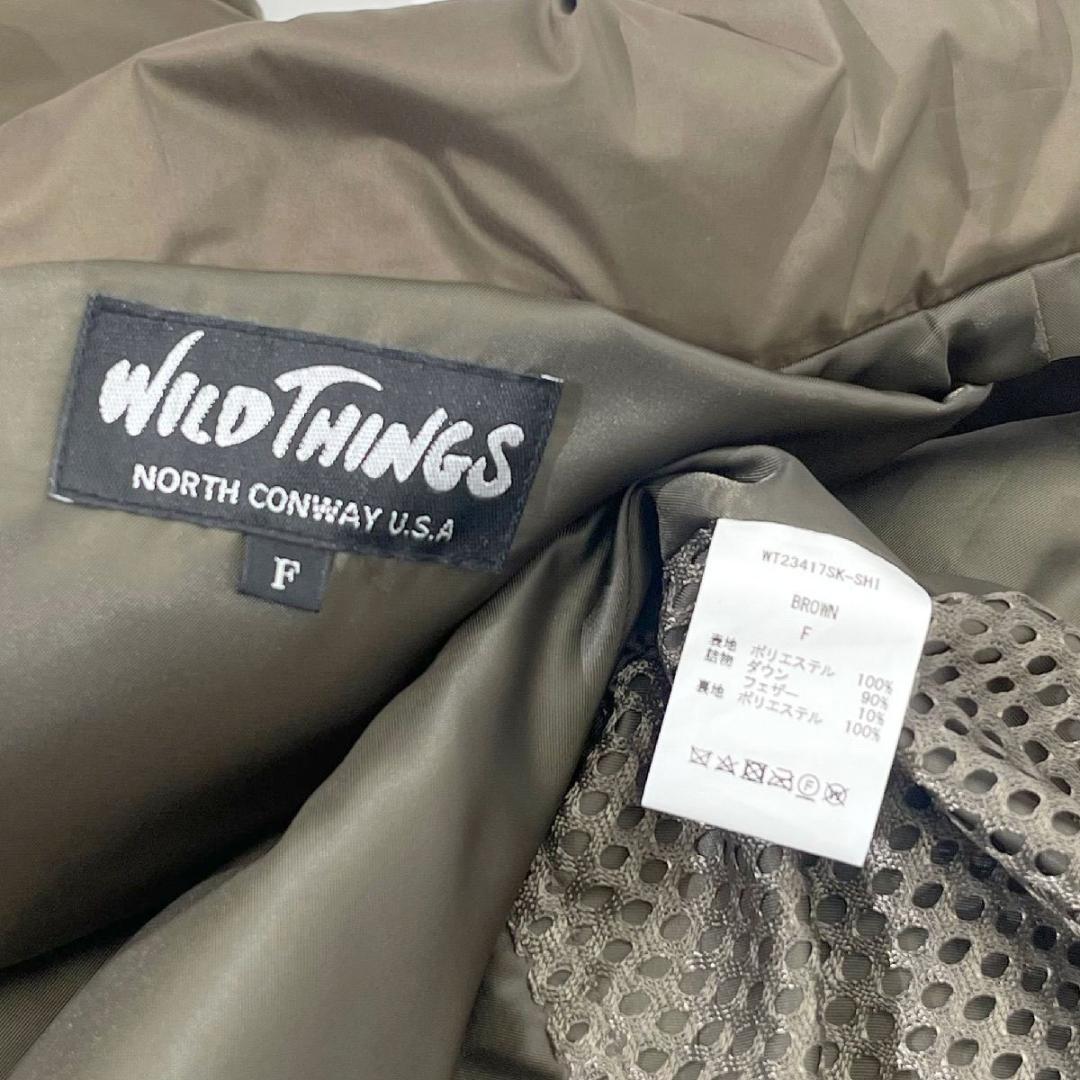 WILD THINGS
NORTH CONWAY U.S.A
F
WT23417SK-SHI
BROWN
F
表地 ポリエステル 100%
詰物 ダウン 90%
フェザー 10%
裏地 ポリエステル 100%
F
W